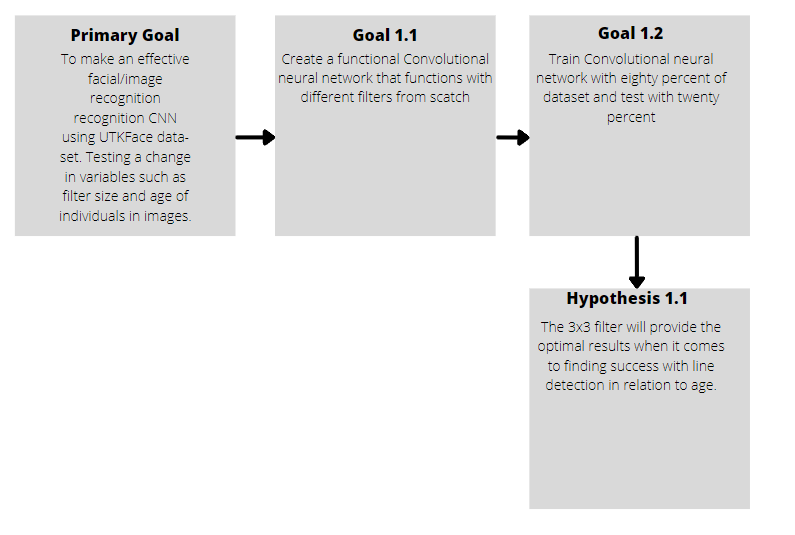 Primary Goal
To make an effective
facial/image
recognition
recognition CNN
using UTKFace data-
set. Testing a change
in variables such as
filter size and age of
individuals in images.
Goal 1.1
Create a functional Convolutional
neural network that functions with
different filters from scatch
Goal 1.2
Train Convolutional neural
network with eighty percent of
dataset and test with twenty
percent
Hypothesis 1.1
The 3x3 filter will provide the
optimal results when it comes
to finding success with line
detection in relation to age.